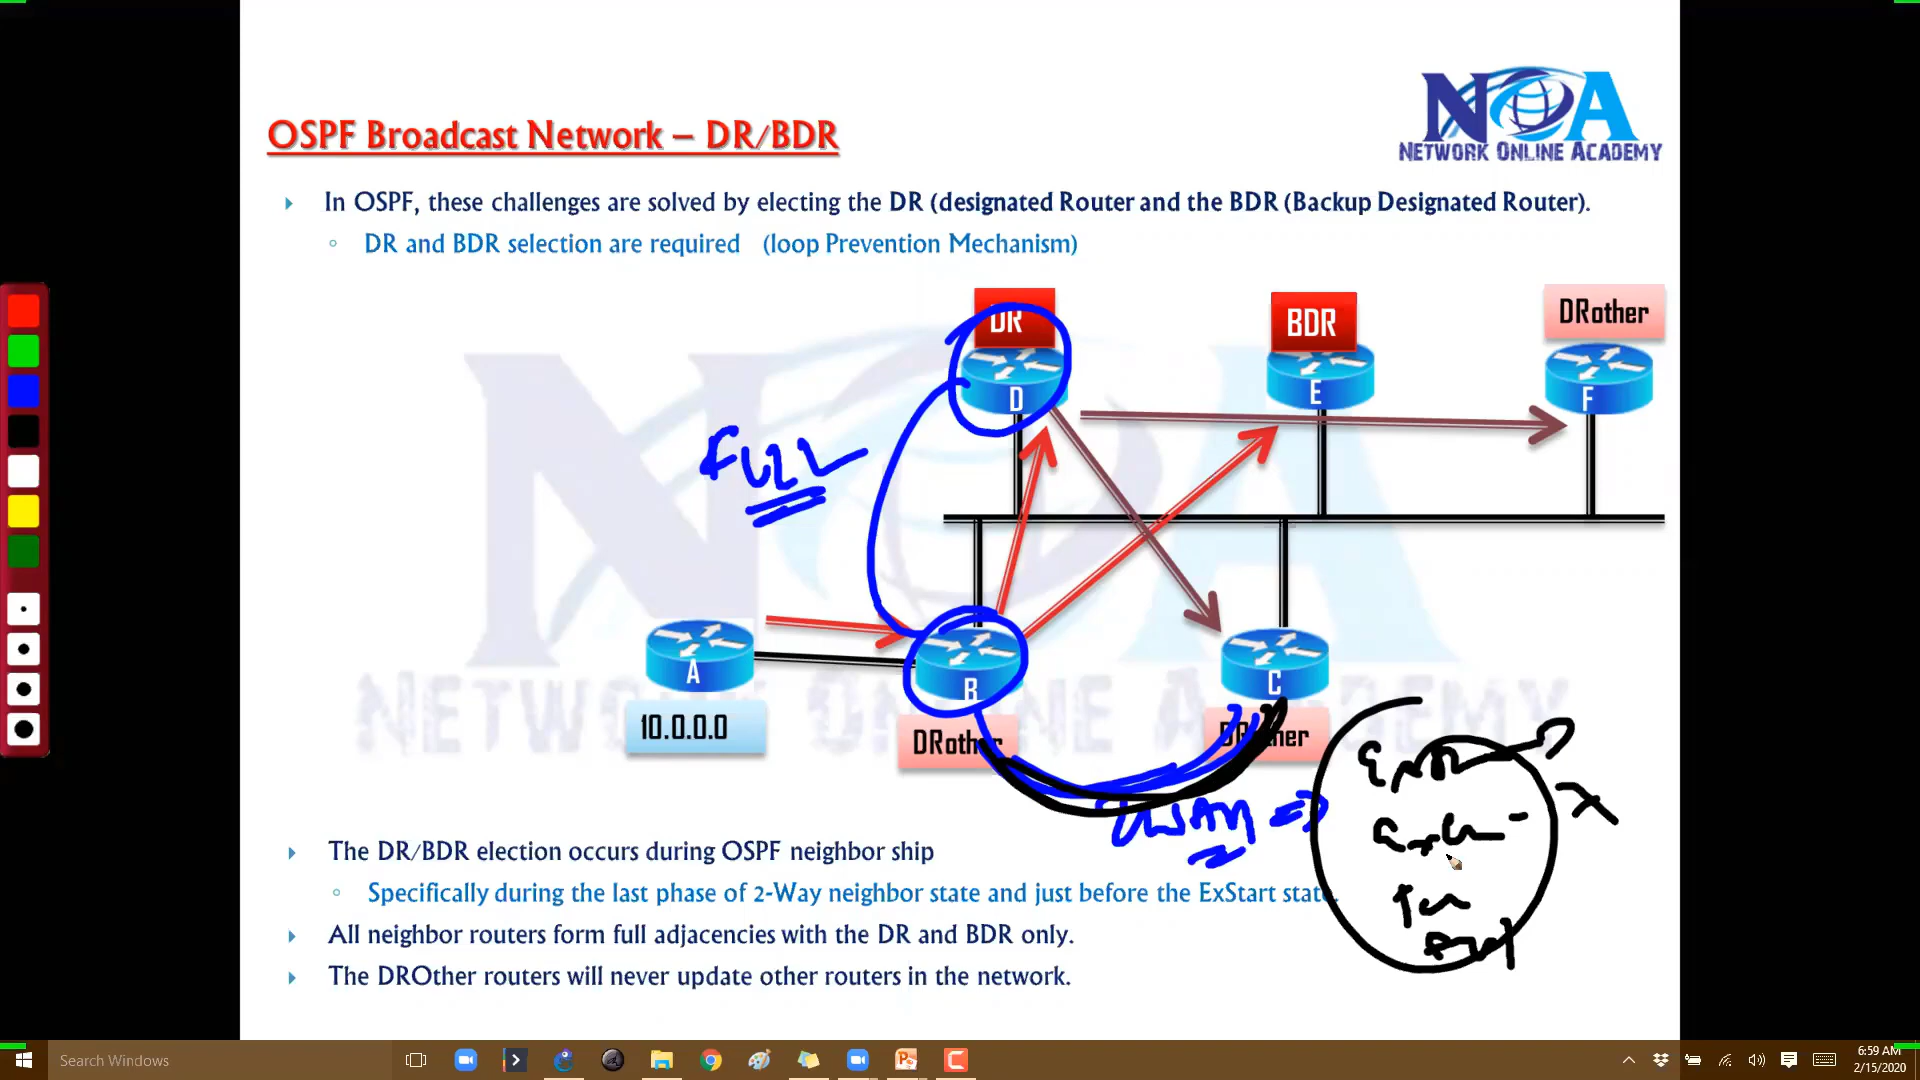 NOA
NETWORK ONLINE ACADEMY
OSPF Broadcast Network – DR/BDR
In OSPF, these challenges are solved by electing the DR (designated Router and the BDR (Backup Designated Router).
DR and BDR selection are required (loop Prevention Mechanism)
DR
BDR
DRother
D
E
F
FULL
A
B
C
10.0.0.0
DRother
DRother
NETWORK ONLINE ACADEMY
The DR/BDR election occurs during OSPF neighbor ship
Specifically during the last phase of 2-Way neighbor state and just before the ExStart state.
All neighbor routers form full adjacencies with the DR and BDR only.
The DROther routers will never update other routers in the network.
Search Windows
6:59 AM
2/15/2020